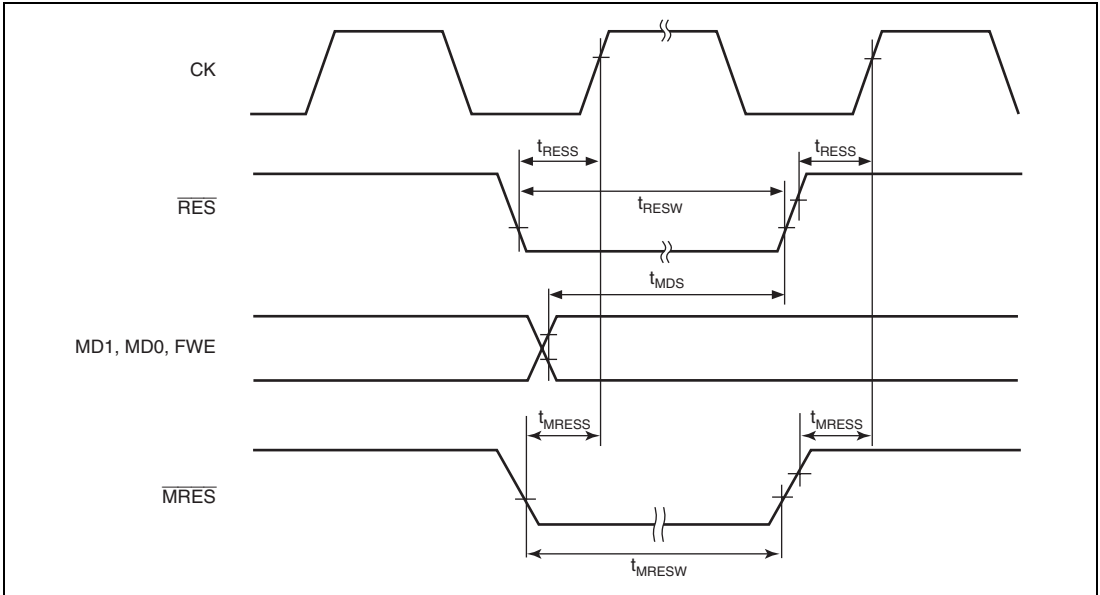 CK
tRESS
tRESS
RES
tRESW
tMDS
MD1, MD0, FWE
tMRESS
tMRESS
MRES
tMRESW